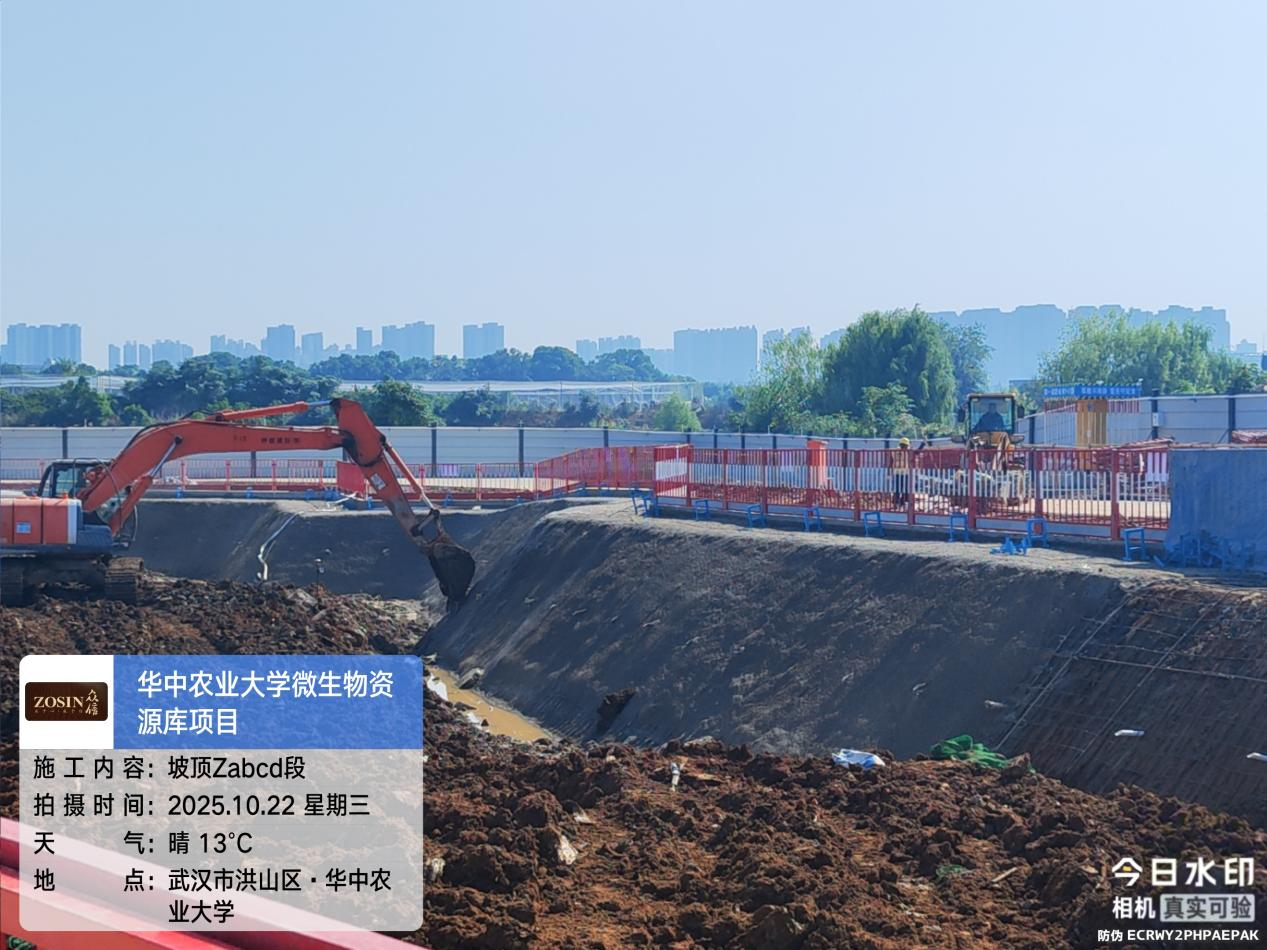 ZOSIN 众信
华中农业大学微生物资
源库项目
施工内容：坡顶Zabcd段
拍摄时间：2025.10.22 星期三
天气：晴 13℃
地点：武汉市洪山区·华中农
业大学
今日水印
相机 真实可验
防伪 ECRWY2PHPAEPAK